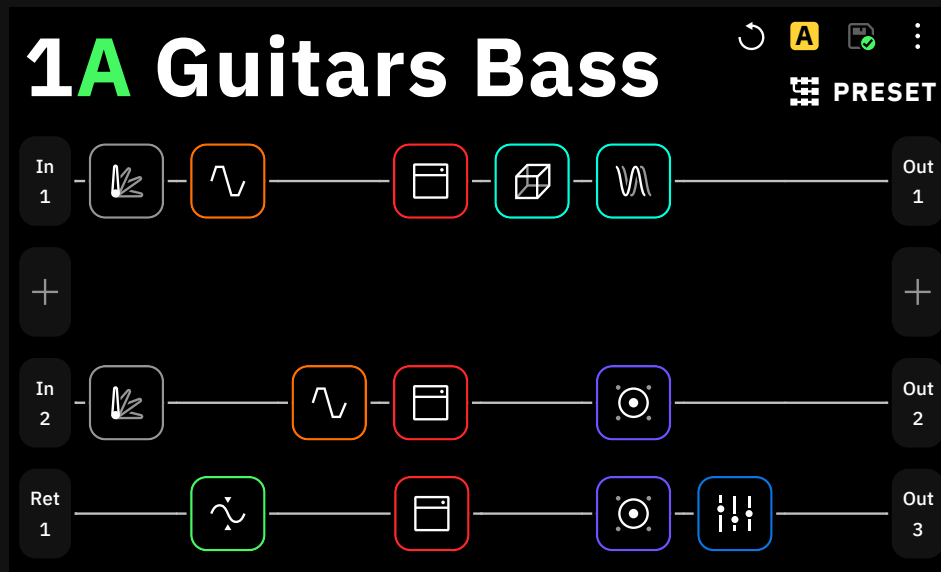 1A Guitars Bass
A
PRESET
In
1
Out
1
In
2
Out
2
Ret
1
Out
3